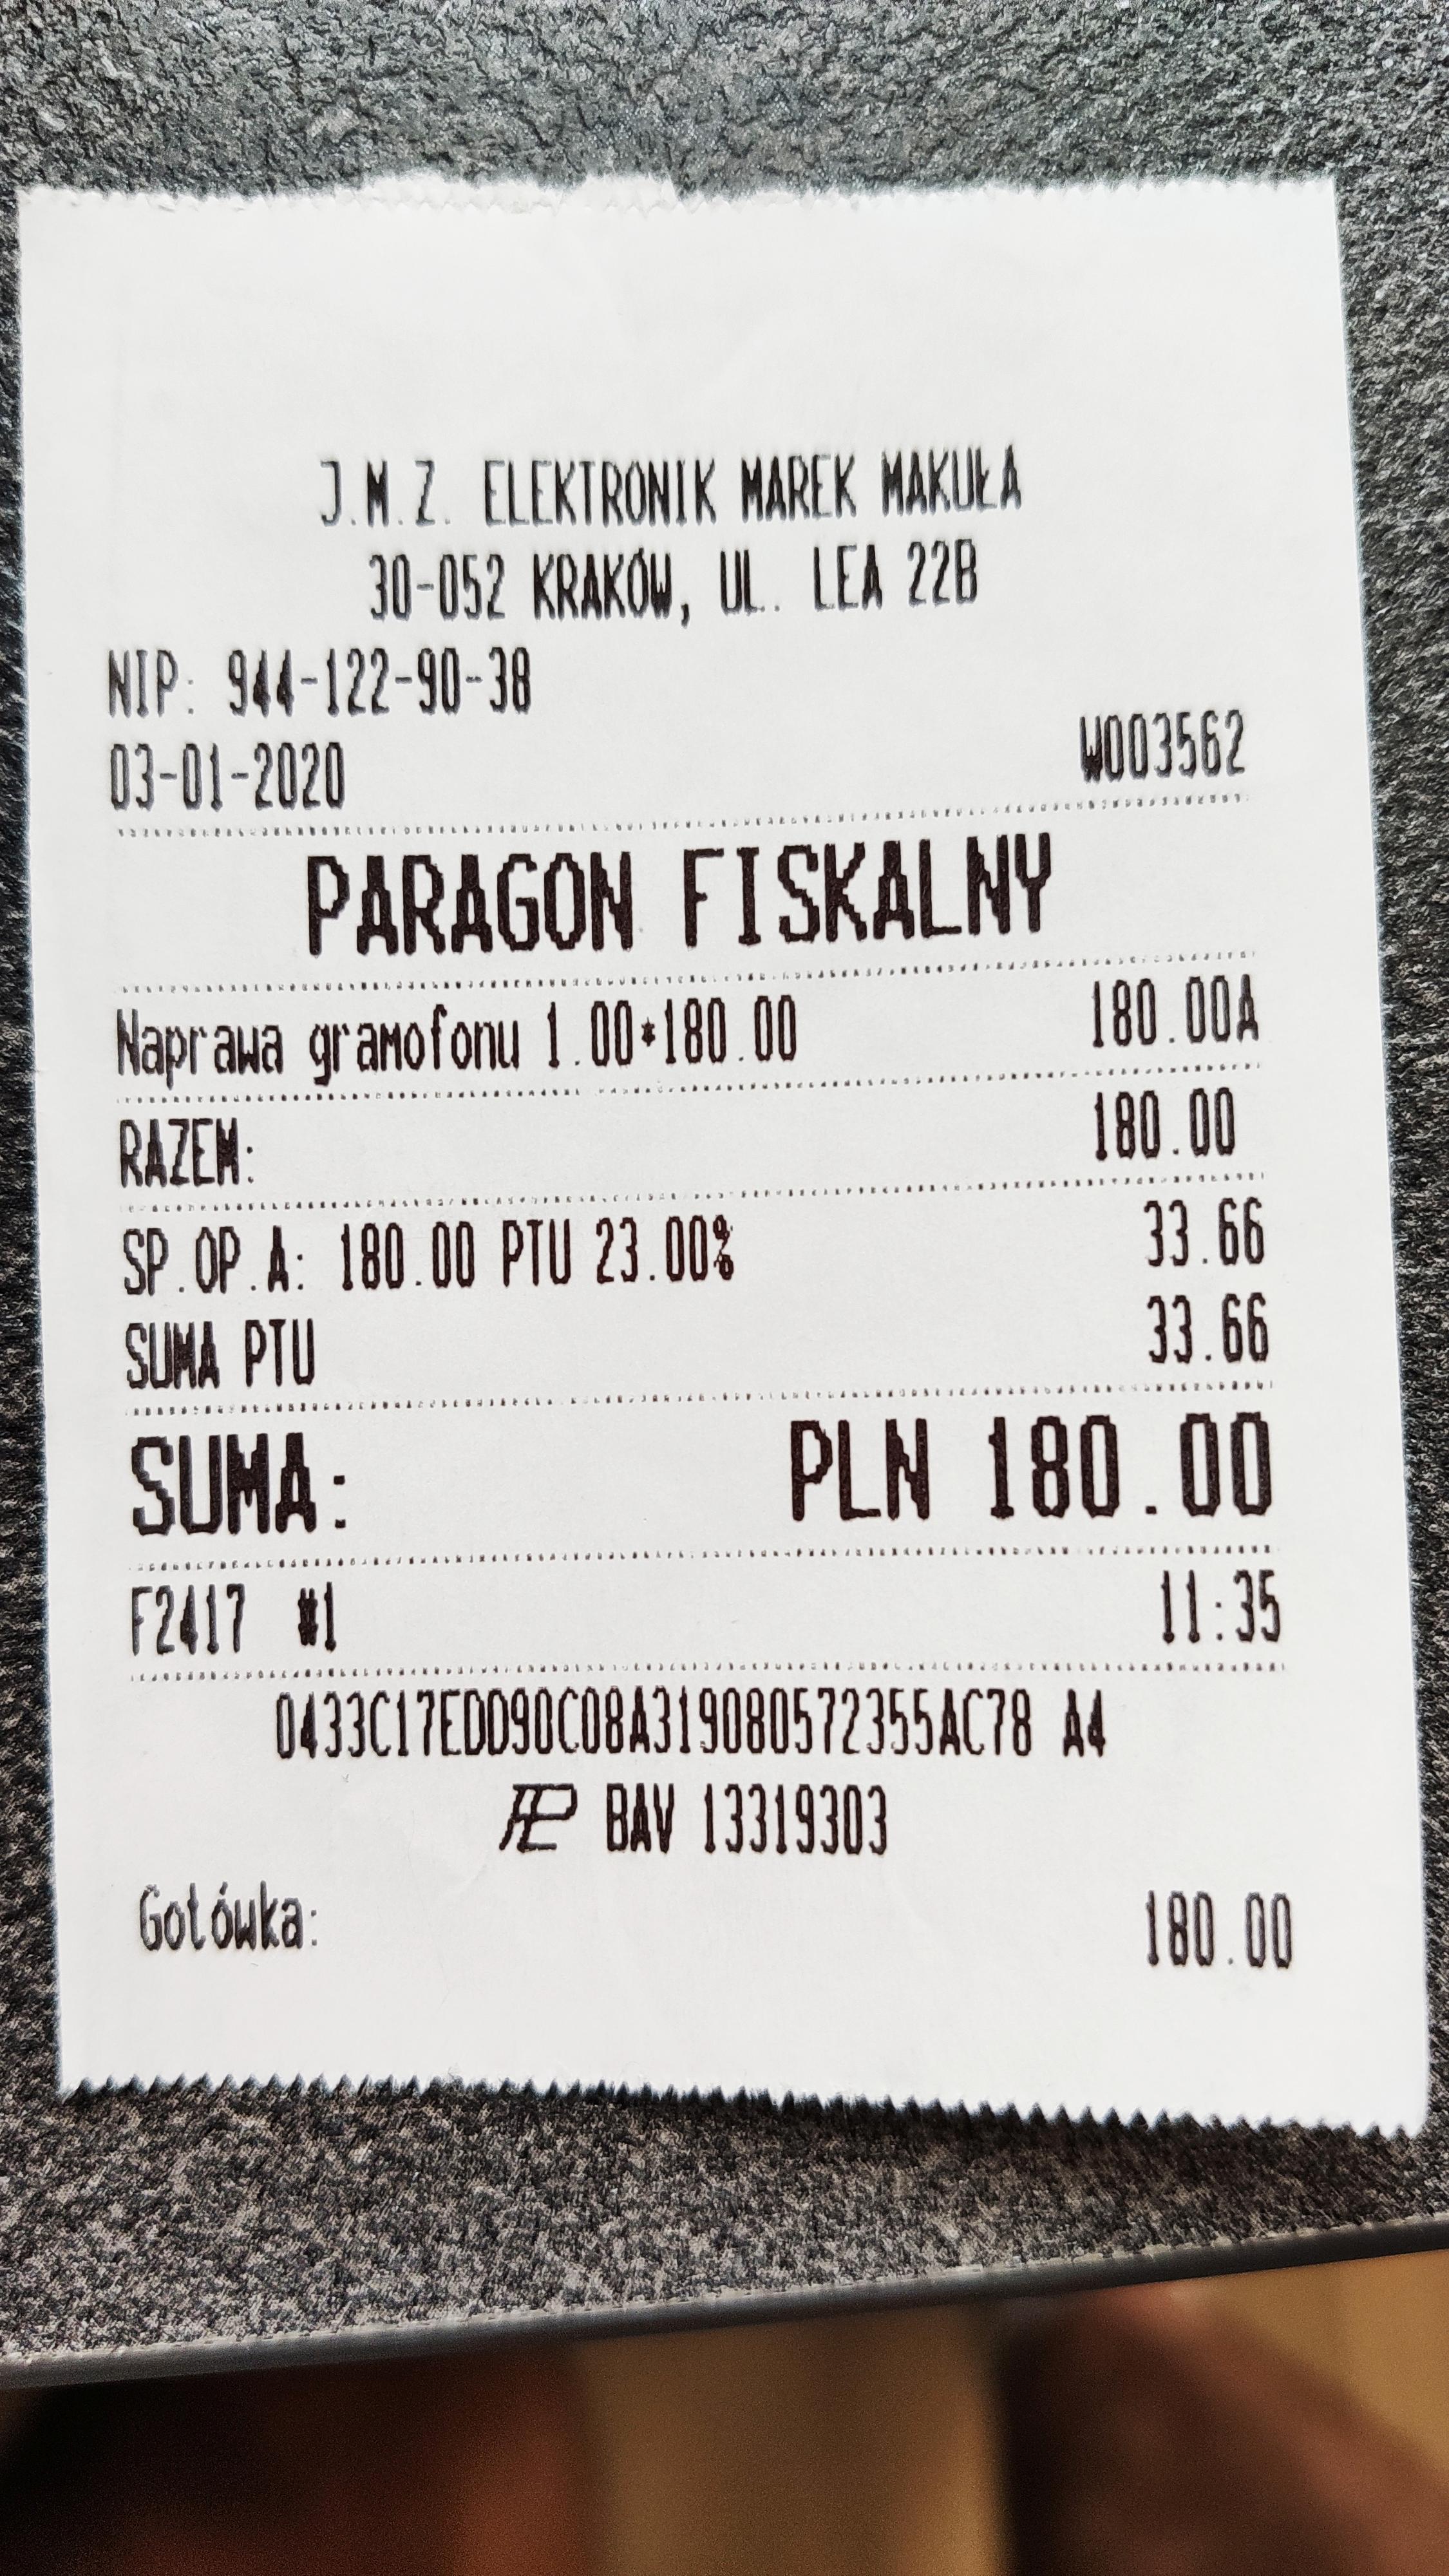 J.M.Z. ELEKTRONIK MAREK MAKUŁA
30-052 KRAKÓW, UL. LEA 22B
NIP: 944-122-90-38
03-01-2020 W003562
PARAGON FISKALNY
Naprawa gramofonu 1.00*180.00 180.00A
RAZEM: 180.00
SP.OP.A: 180.00 PTU 23.00% 33.66
SUMA PTU 33.66
SUMA: PLN 180.00
F2417 #1 11:35
0433C17EDD90C08A319080572355AC78 A4
BAV 13319303
Gotówka: 180.00